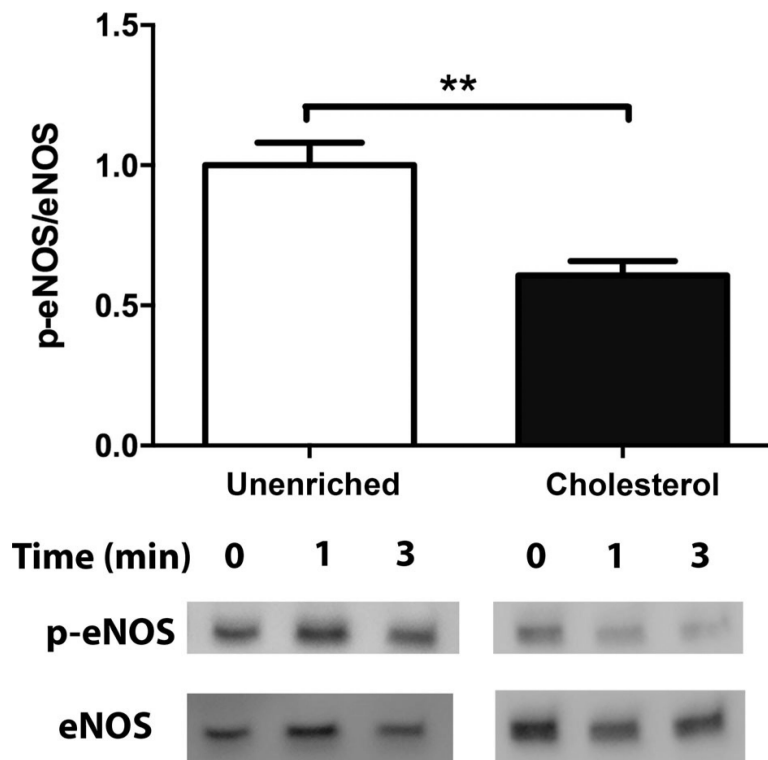 1.5
**
1.0
p-eNOS/eNOS
0.5
0.0
Unenriched Cholesterol
Time (min) 0 1 3 0 1 3
p-eNOS
eNOS